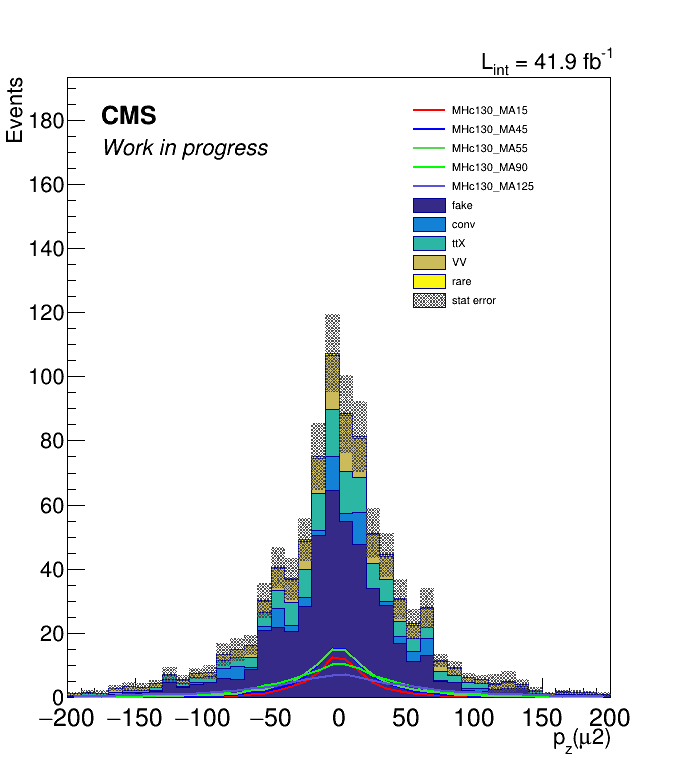 L_int = 41.9 fb^-1
Events
CMS
Work in progress
MHc130_MA15
MHc130_MA45
MHc130_MA55
MHc130_MA90
MHc130_MA125
fake
conv
ttX
VV
rare
stat error
180
160
140
120
100
80
60
40
20
0
−200 −150 −100 −50 0 50 100 150 200
p_z(μ2)